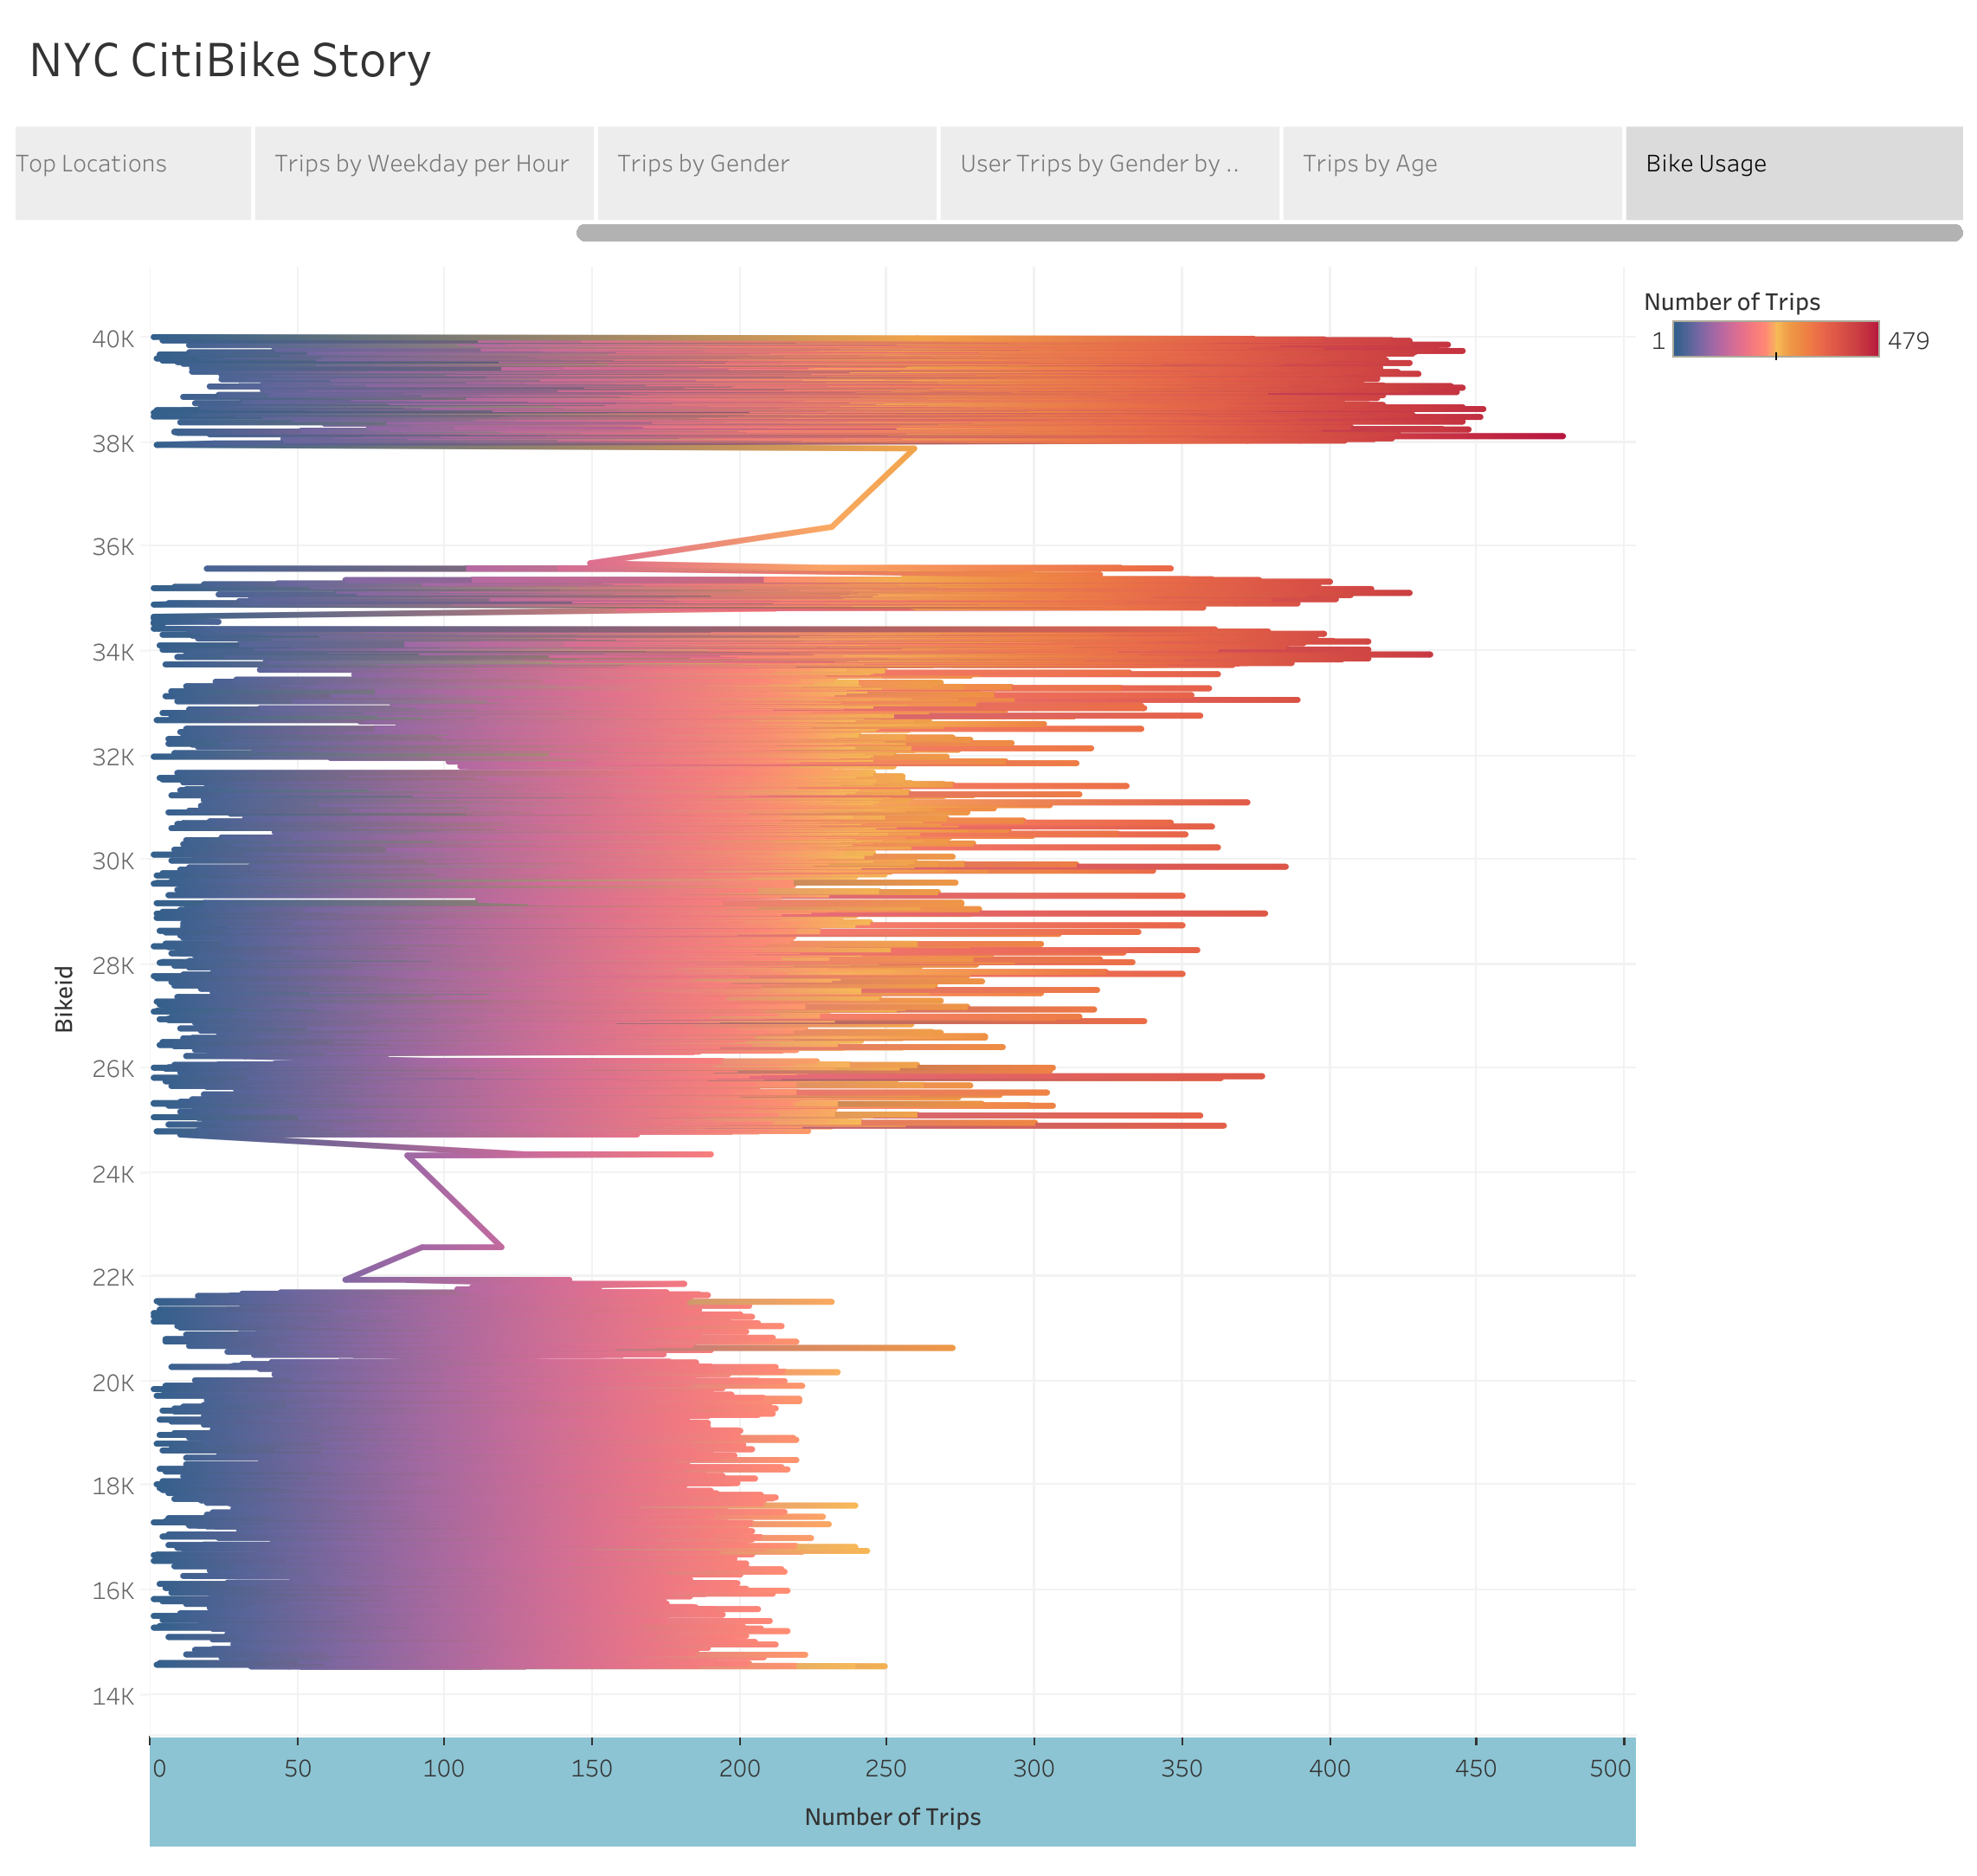 NYC CitiBike Story
Top Locations
Trips by Weekday per Hour
Trips by Gender
User Trips by Gender by ..
Trips by Age
Bike Usage
Number of Trips
1
479
40K
38K
36K
34K
32K
30K
28K
26K
24K
22K
20K
18K
16K
14K
Bikeid
0 50 100 150 200 250 300 350 400 450 500
Number of Trips